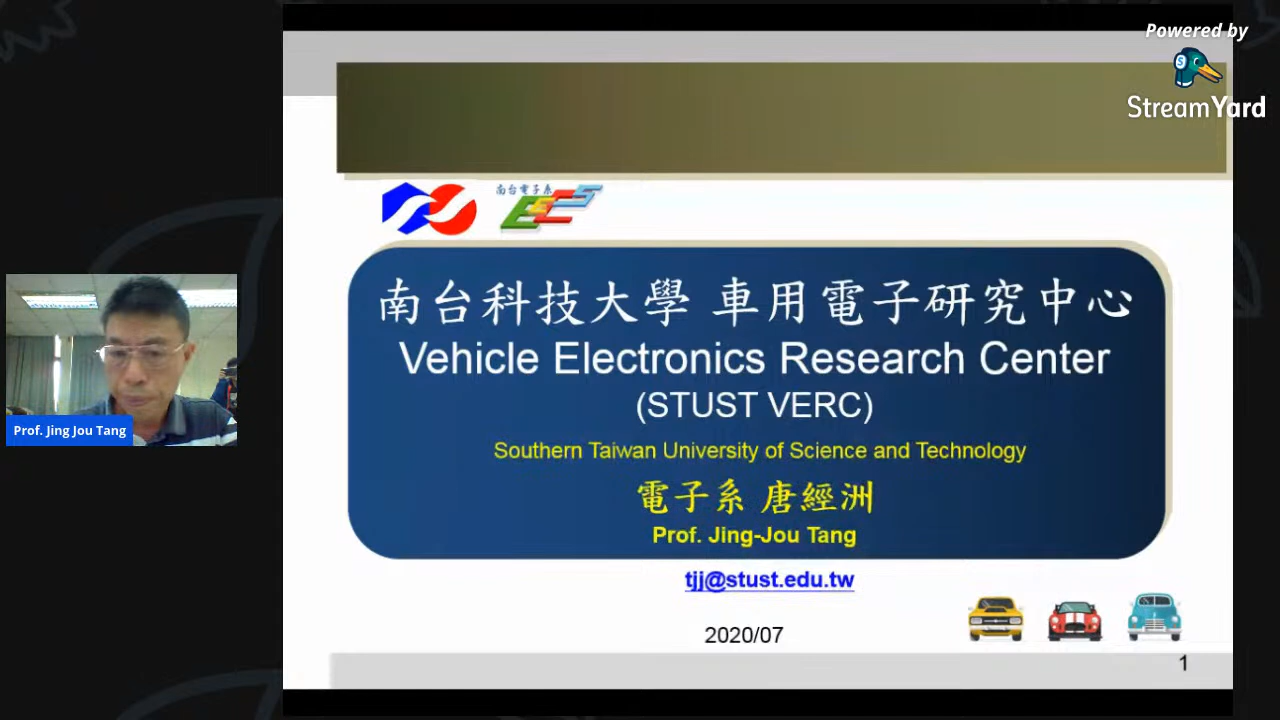 Powered by
StreamYard
南台電子系
EECS
南台科技大學 車用電子研究中心
Vehicle Electronics Research Center
(STUST VERC)
Southern Taiwan University of Science and Technology
電子系 唐經洲
Prof. Jing-Jou Tang
tjj@stust.edu.tw
2020/07
1
Prof. Jing Jou Tang